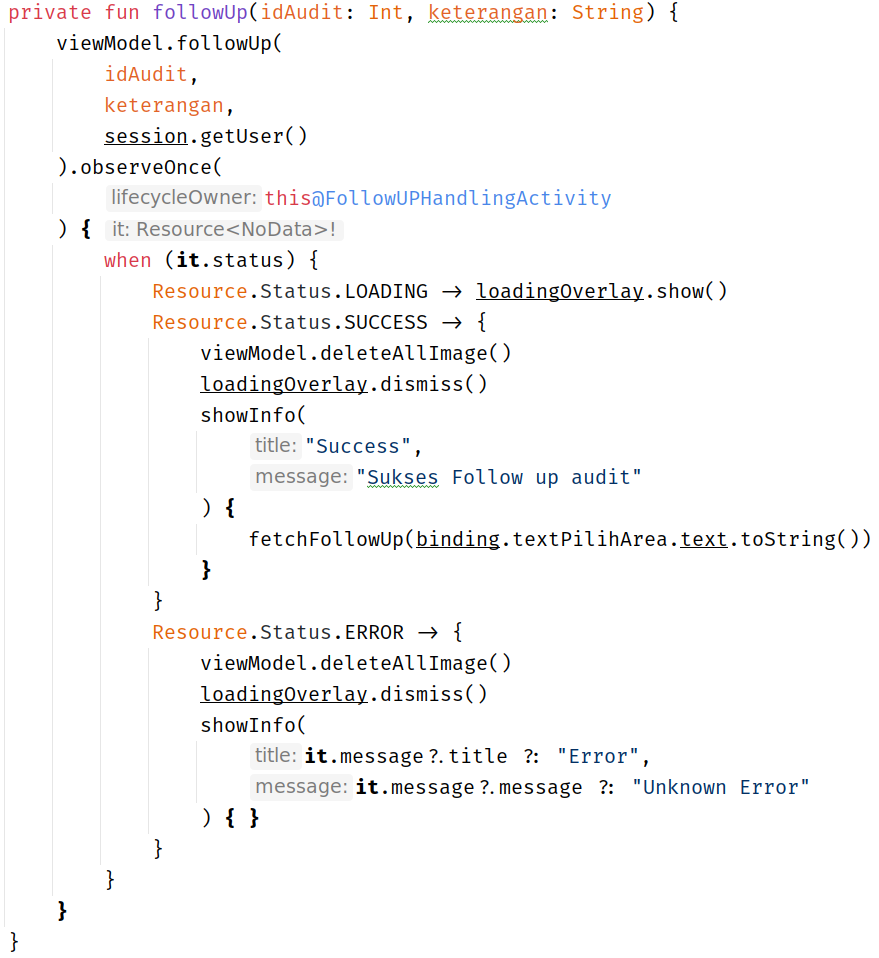 private fun followUp(idAudit: Int, keterangan: String) {
    viewModel.followUp(
        idAudit,
        keterangan,
        session.getUser()
    ).observeOnce(
        lifecycleOwner: this@FollowUPHandlingActivity
    ) { it: Resource<NoData>!
        when (it.status) {
            Resource.Status.LOADING → loadingOverlay.show()
            Resource.Status.SUCCESS → {
                viewModel.deleteAllImage()
                loadingOverlay.dismiss()
                showInfo(
                    title: "Success",
                    message: "Sukses Follow up audit"
                ) {
                    fetchFollowUp(binding.textPilihArea.text.toString())
                }
            }
            Resource.Status.ERROR → {
                viewModel.deleteAllImage()
                loadingOverlay.dismiss()
                showInfo(
                    title: it.message?.title ?: "Error",
                    message: it.message?.message ?: "Unknown Error"
                ) { }
            }
        }
    }
}